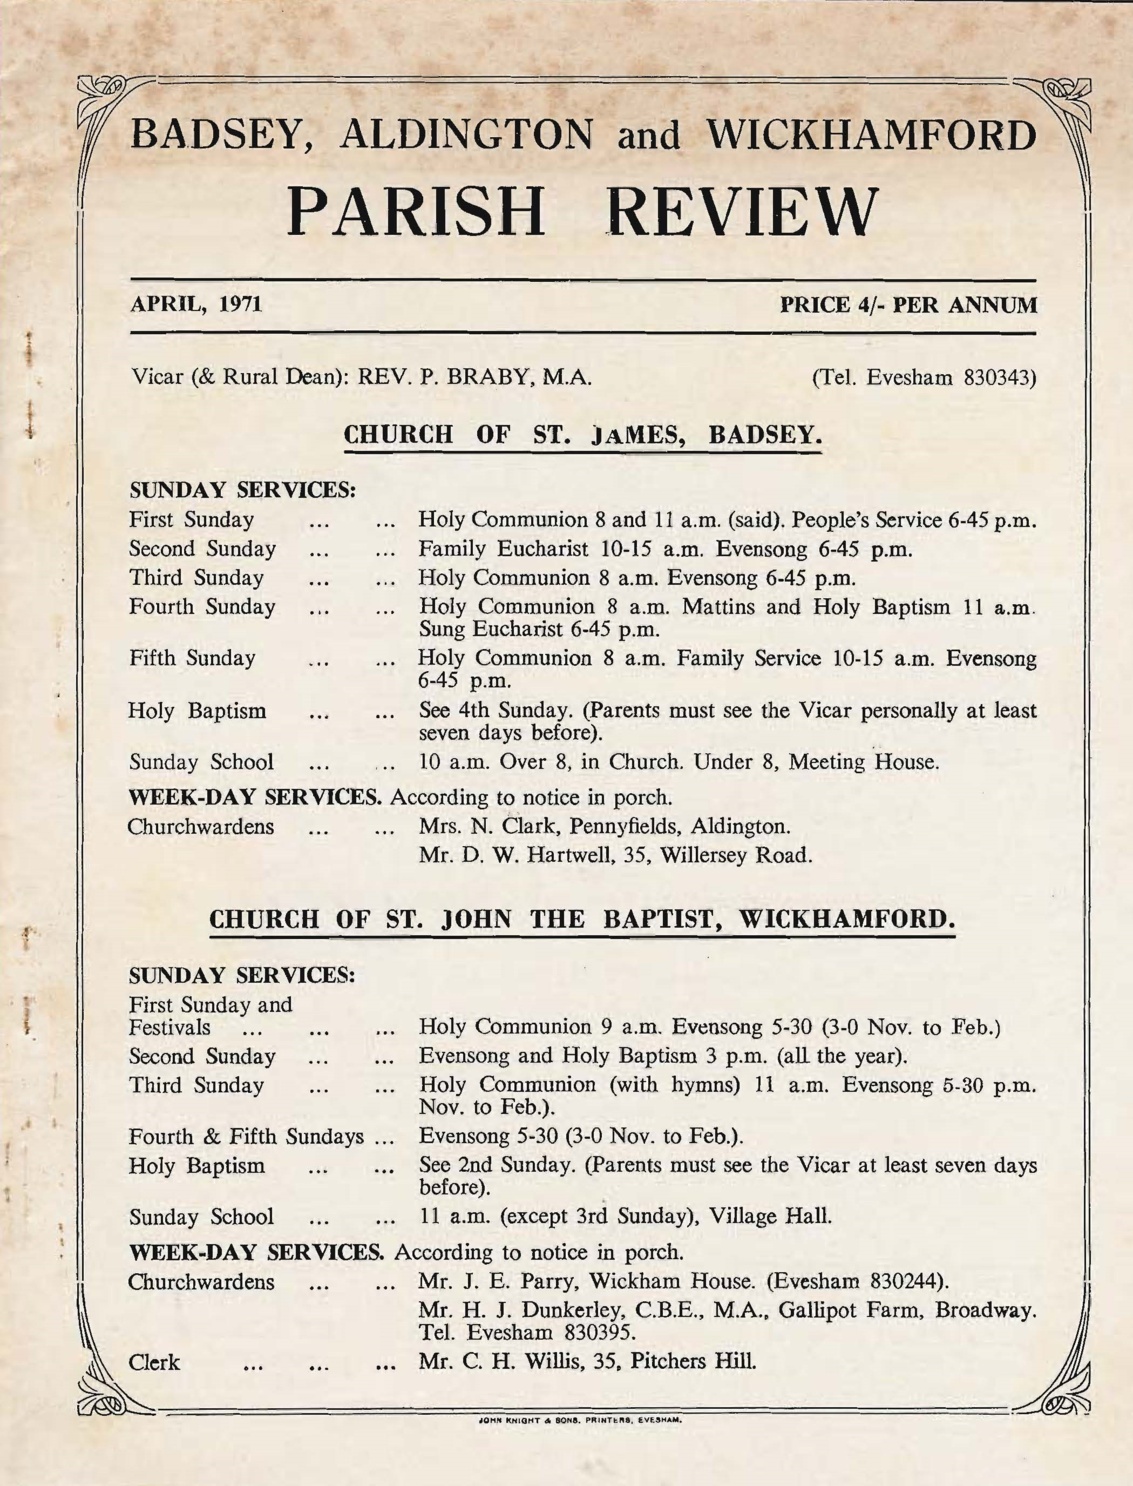 BADSEY, ALDINGTON and WICKHAMFORD
PARISH REVIEW
APRIL, 1971 PRICE 4/- PER ANNUM
Vicar (& Rural Dean): REV. P. BRABY, M.A. (Tel. Evesham 830343)
CHURCH OF ST. JAMES, BADSEY.
SUNDAY SERVICES:
First Sunday ... ... Holy Communion 8 and 11 a.m. (said). People's Service 6-45 p.m.
Second Sunday ... ... Family Eucharist 10-15 a.m. Evensong 6-45 p.m.
Third Sunday ... ... Holy Communion 8 a.m. Evensong 6-45 p.m.
Fourth Sunday ... ... Holy Communion 8 a.m. Mattins and Holy Baptism 11 a.m.
Sung Eucharist 6-45 p.m.
Fifth Sunday ... ... Holy Communion 8 a.m. Family Service 10-15 a.m. Evensong
6-45 p.m.
Holy Baptism ... ... See 4th Sunday. (Parents must see the Vicar personally at least
seven days before).
Sunday School ... ... 10 a.m. Over 8, in Church. Under 8, Meeting House.
WEEK-DAY SERVICES. According to notice in porch.
Churchwardens ... ... Mrs. N. Clark, Pennyfields, Aldington.
Mr. D. W. Hartwell, 35, Willersey Road.
CHURCH OF ST. JOHN THE BAPTIST, WICKHAMFORD.
SUNDAY SERVICES:
First Sunday and
Festivals ... ... ... Holy Communion 9 a.m. Evensong 5-30 (3-0 Nov. to Feb.)
Second Sunday ... ... Evensong and Holy Baptism 3 p.m. (all the year).
Third Sunday ... ... Holy Communion (with hymns) 11 a.m. Evensong 5-30 p.m.
Nov. to Feb.).
Fourth & Fifth Sundays ... Evensong 5-30 (3-0 Nov. to Feb.).
Holy Baptism ... ... See 2nd Sunday. (Parents must see the Vicar at least seven days
before).
Sunday School ... ... 11 a.m. (except 3rd Sunday), Village Hall.
WEEK-DAY SERVICES. According to notice in porch.
Churchwardens ... ... Mr. J. E. Parry, Wickham House. (Evesham 830244).
Mr. H. J. Dunkerley, C.B.E., M.A., Gallipot Farm, Broadway.
Tel. Evesham 830395.
Clerk ... ... ... Mr. C. H. Willis, 35, Pitchers Hill.
JOHN KNIGHT & SONS, PRINTERS, EVESHAM.